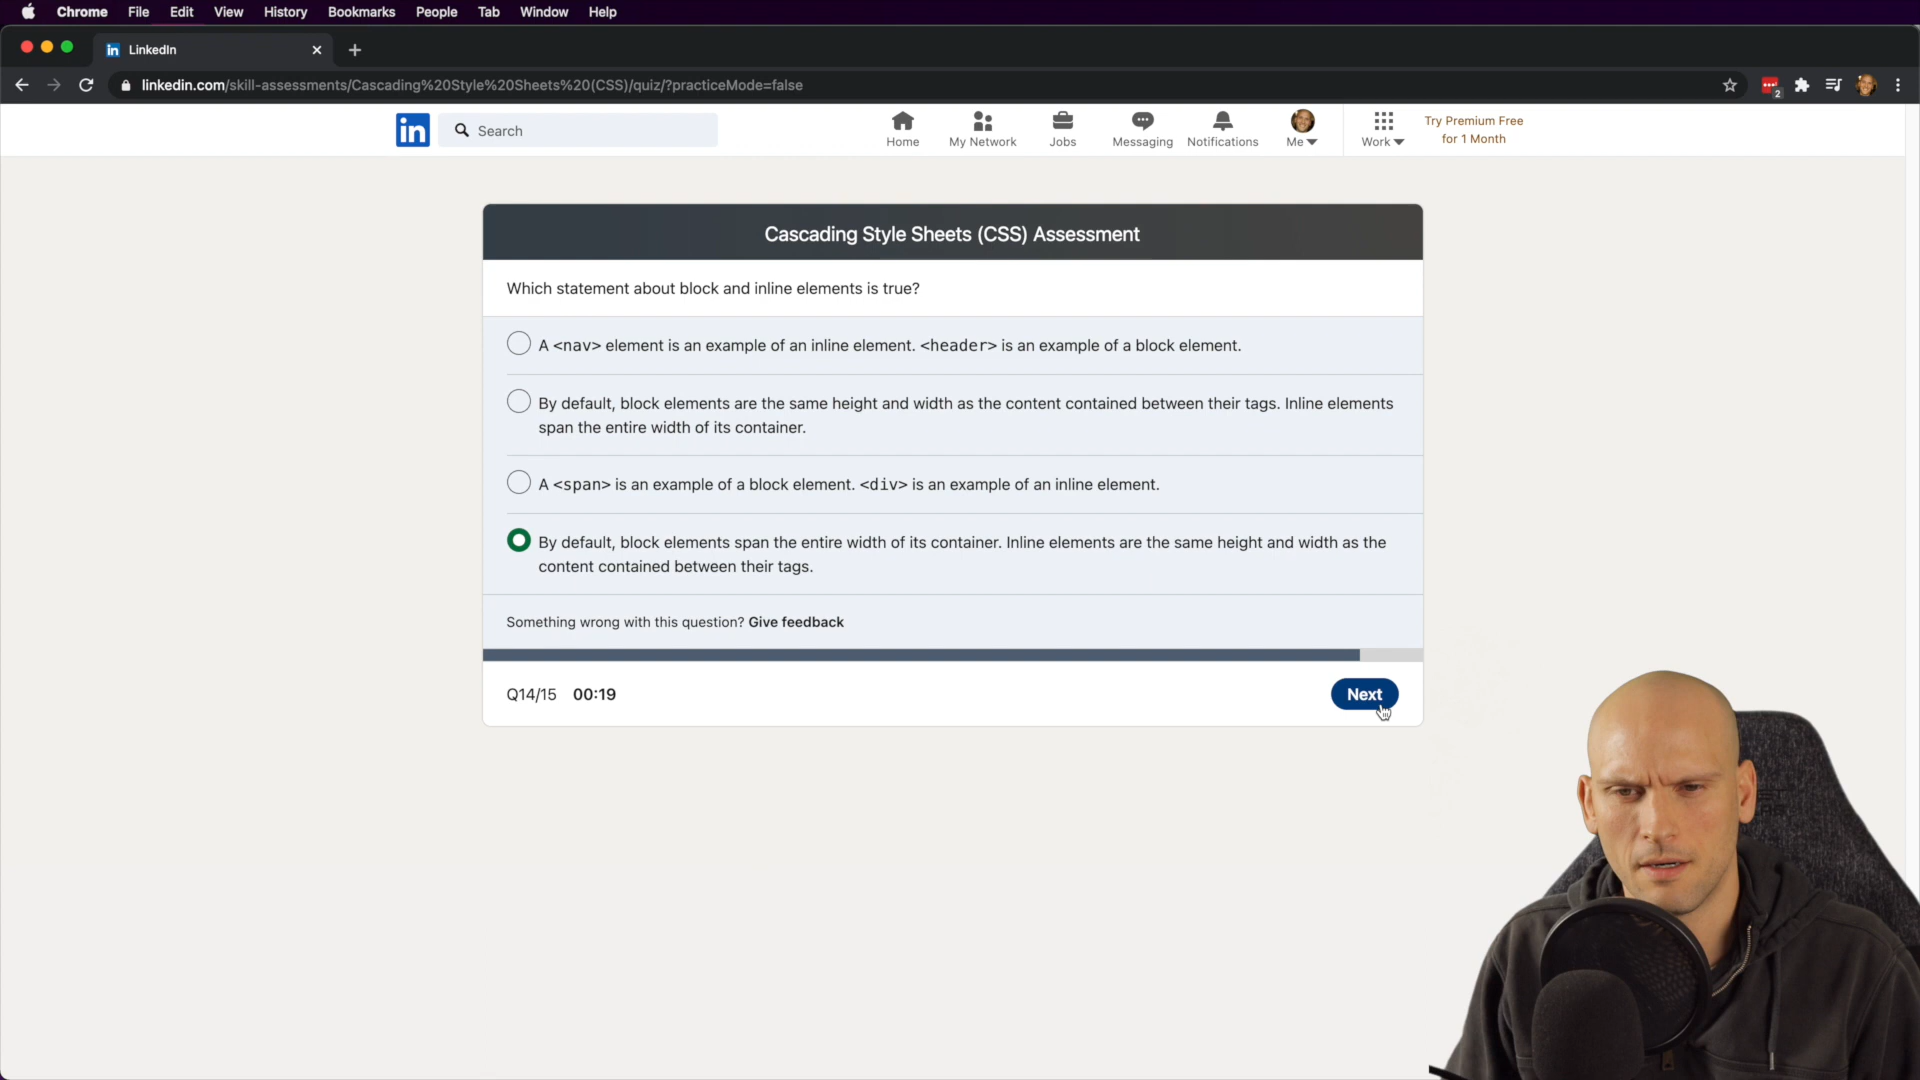 Chrome File Edit View History Bookmarks People Tab Window Help
in LinkedIn
linkedin.com/skill-assessments/Cascading%20Style%20Sheets%20(CSS)/quiz/?practiceMode=false
2
in Search
Home My Network Jobs Messaging Notifications Me Work Try Premium Free
for 1 Month
Cascading Style Sheets (CSS) Assessment
Which statement about block and inline elements is true?
A <nav> element is an example of an inline element. <header> is an example of a block element.
By default, block elements are the same height and width as the content contained between their tags. Inline elements
span the entire width of its container.
A <span> is an example of a block element. <div> is an example of an inline element.
By default, block elements span the entire width of its container. Inline elements are the same height and width as the
content contained between their tags.
Something wrong with this question? Give feedback
Q14/15 00:19 Next